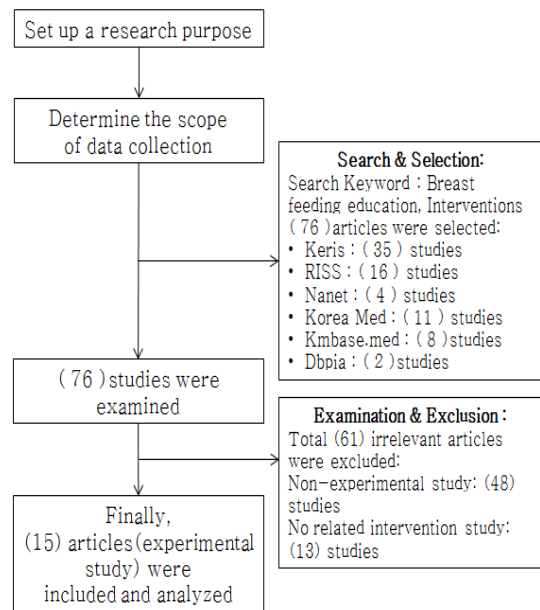 Set up a research purpose
Determine the scope
of data collection
Search & Selection:
Search Keyword : Breast
feeding education, Interventions
( 76 )articles were selected:
• Keris : ( 35 ) studies
• RISS : ( 16 ) studies
• Nanet : ( 4 ) studies
• Korea Med : ( 11 ) studies
• Kmbase.med : ( 8 )studies
• Dbpia : ( 2 )studies
( 76 )studies were
examined
Examination & Exclusion :
Total (61) irrelevant articles
were excluded:
Non-experimental study: (48)
studies
No related intervention study:
(13) studies
Finally,
(15) articles(experimental
study) were
included and analyzed